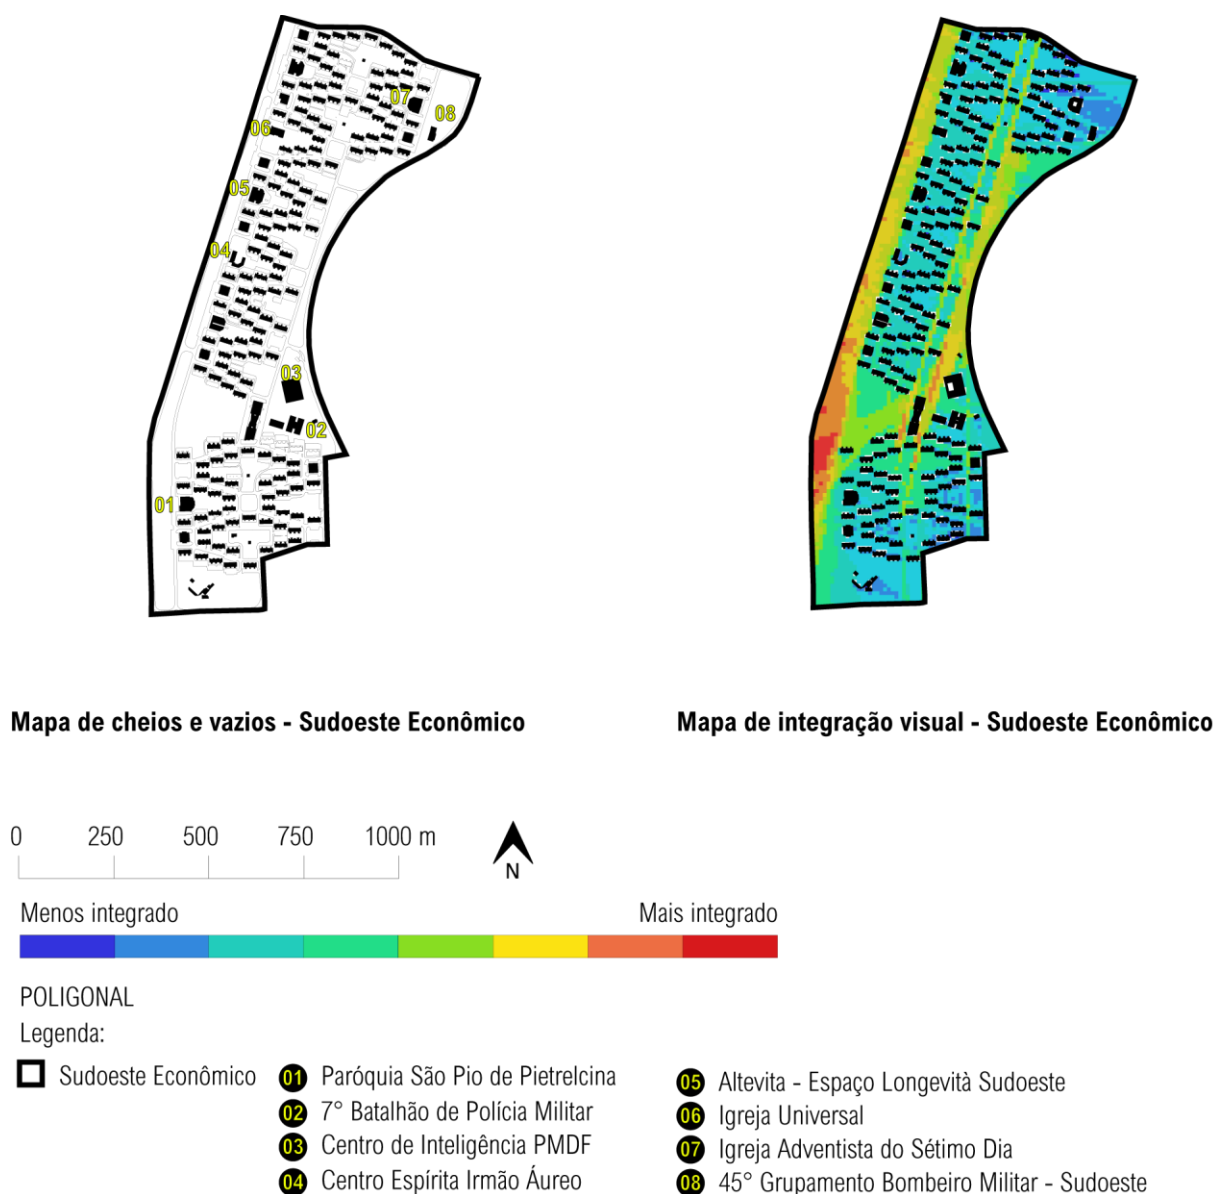 07
08
06
05
04
03
02
01
Mapa de cheios e vazios - Sudoeste Econômico
Mapa de integração visual - Sudoeste Econômico
0 250 500 750 1000 m
N
Menos integrado
Mais integrado
POLIGONAL
Legenda:
Sudoeste Econômico
01 Paróquia São Pio de Pietrelcina
02 7° Batalhão de Polícia Militar
03 Centro de Inteligência PMDF
04 Centro Espírita Irmão Áureo
05 Altevita - Espaço Longevità Sudoeste
06 Igreja Universal
07 Igreja Adventista do Sétimo Dia
08 45° Grupamento Bombeiro Militar - Sudoeste